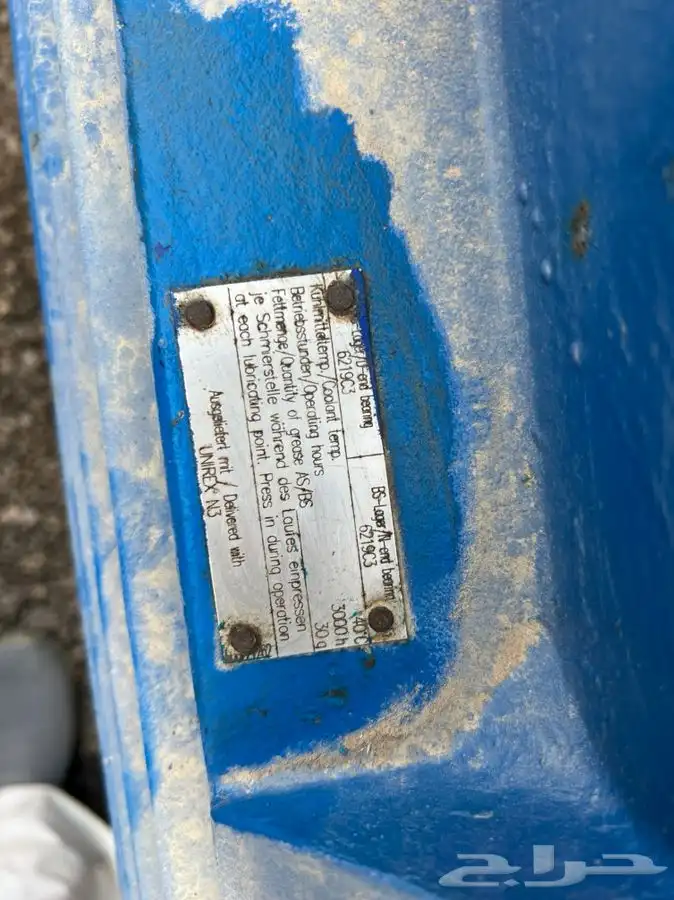 -Lager/D-end bearing
BS-Lager/N-end bearing
6219C3
6219C3
Kühlmitteltemp./Coolant temp. 40°C
Betriebsstunden/Operating hours 3000h
Fettmenge/Quantity of grease AS/BS 30g
je Schmierstelle während des Laufes einpressen
at each lubricating point. Press in during operation
Ausgeliefert mit / Delivered with
UNIREX N3
حراج